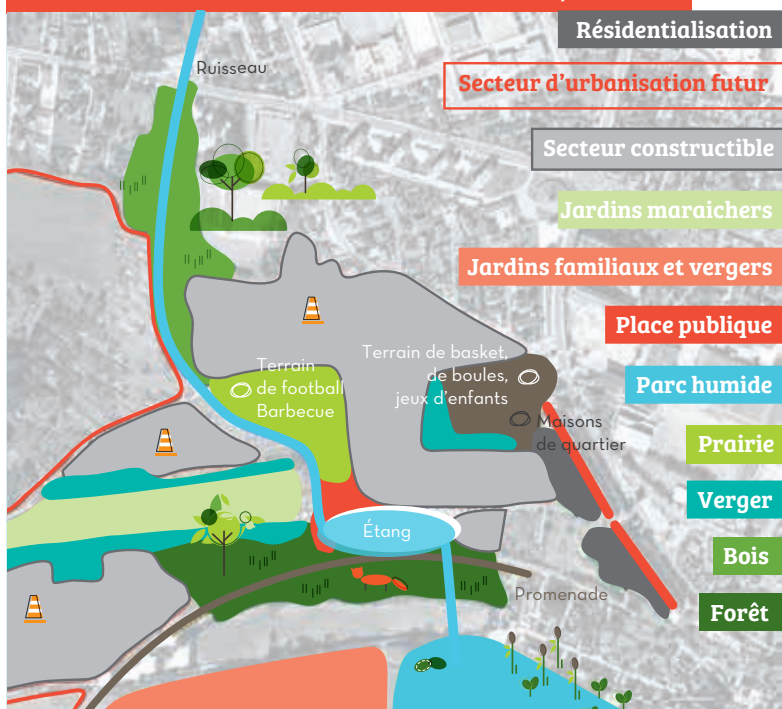 Résidentialisation
Ruisseau
Secteur d'urbanisation futur
Secteur constructible
Jardins maraichers
Jardins familiaux et vergers
Place publique
Terrain
de football
Barbecue
Terrain de basket,
de boules,
jeux d'enfants
Parc humide
Maisons
de quartier
Prairie
Verger
Étang
Bois
Promenade
Forêt